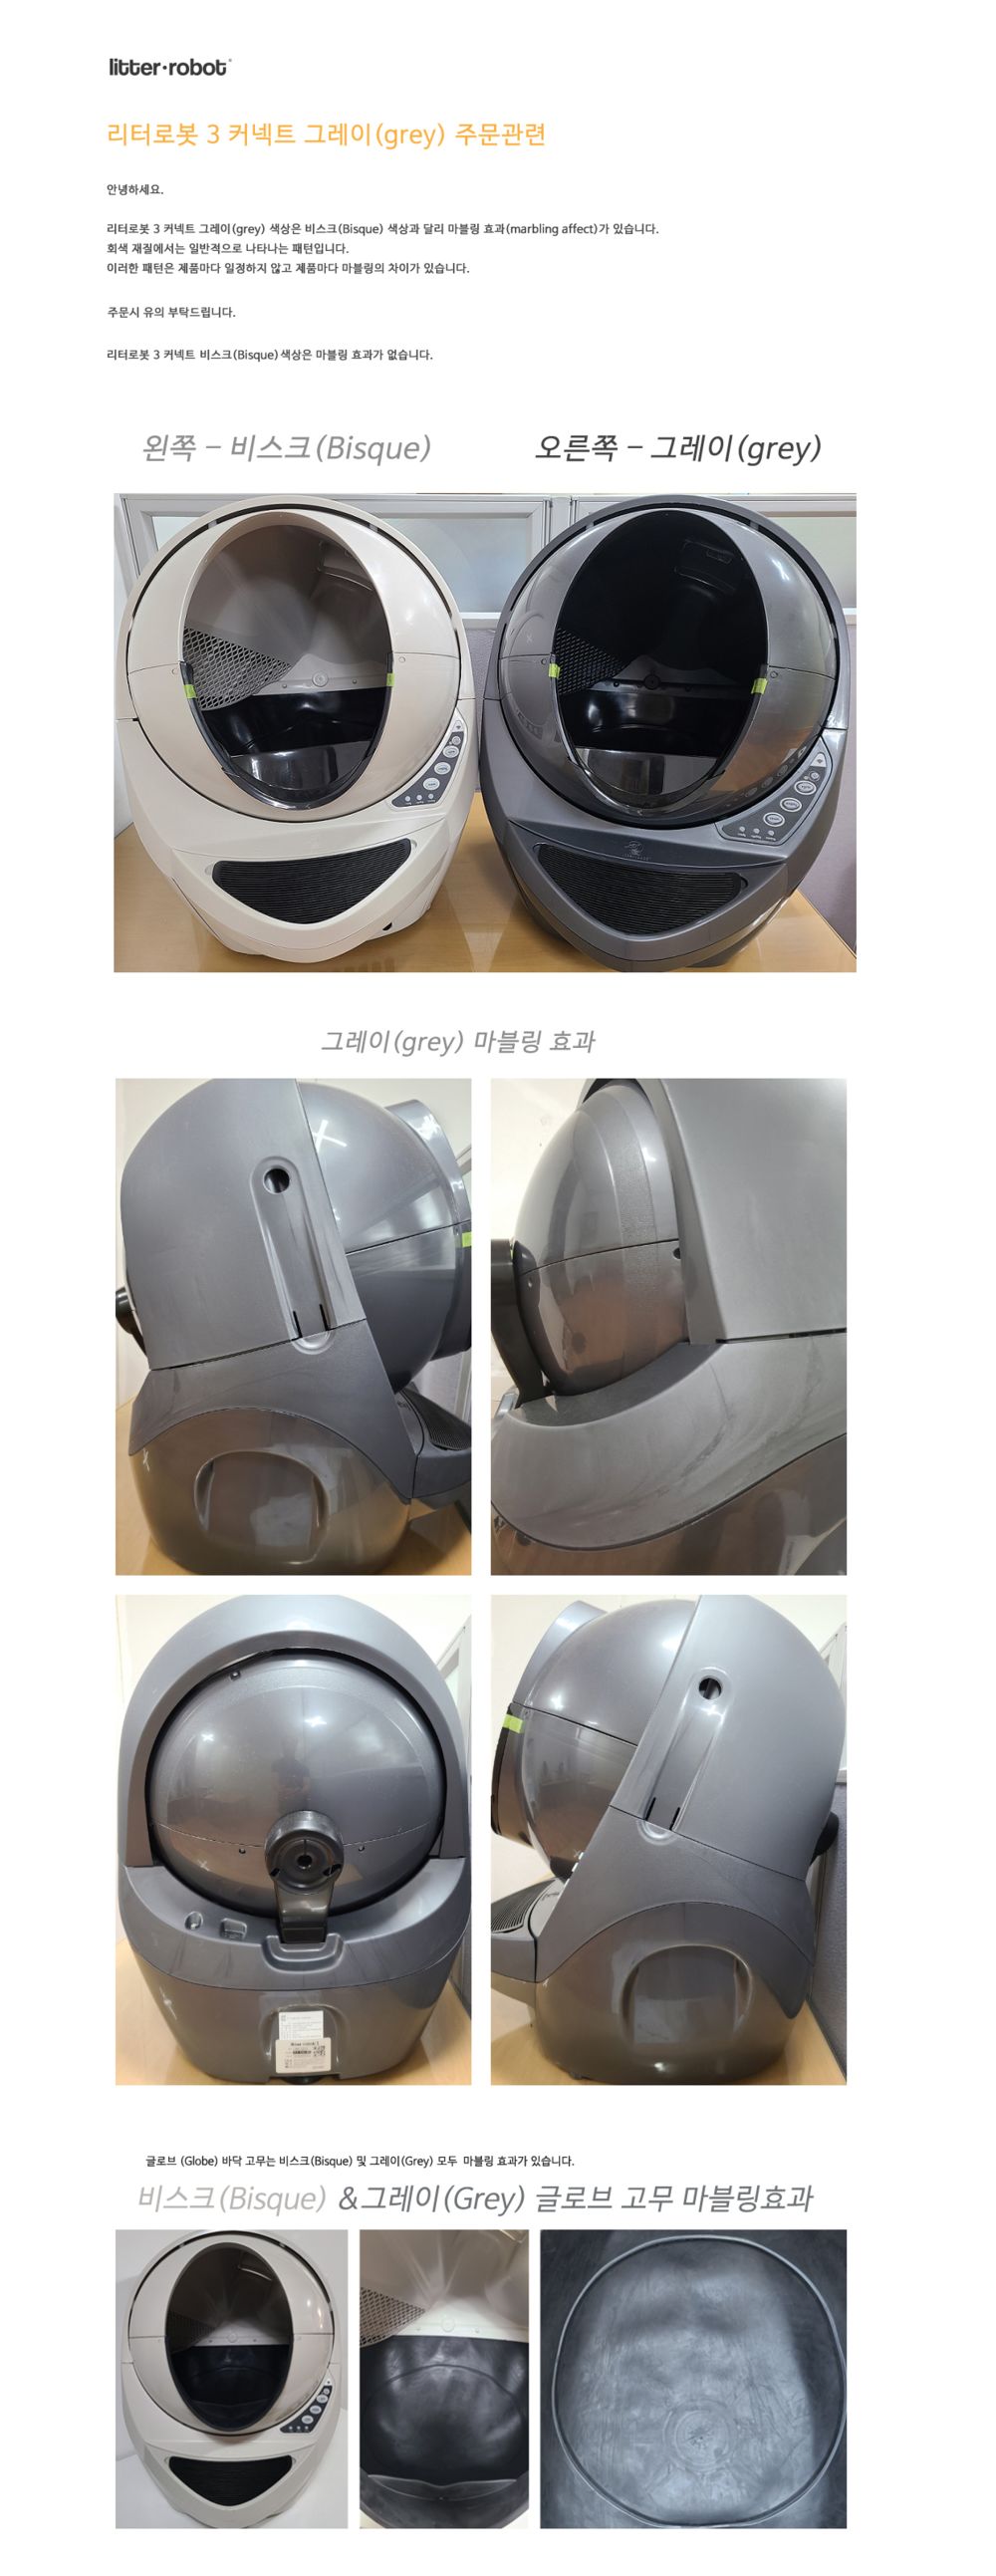 litter·robot
리터로봇 3 커넥트 그레이(grey) 주문관련
안녕하세요.
리터로봇 3 커넥트 그레이(grey) 색상은 비스크(Bisque) 색상과 달리 마블링 효과(marbling affect)가 있습니다.
회색 재질에서는 일반적으로 나타나는 패턴입니다.
이러한 패턴은 제품마다 일정하지 않고 제품마다 마블링의 차이가 있습니다.
주문시 유의 부탁드립니다.
리터로봇 3 커넥트 비스크(Bisque)색상은 마블링 효과가 없습니다.
왼쪽 – 비스크(Bisque)
오른쪽 – 그레이(grey)
그레이(grey) 마블링 효과
글로브 (Globe) 바닥 고무는 비스크(Bisque) 및 그레이(Grey) 모두 마블링 효과가 있습니다.
비스크(Bisque) &그레이(Grey) 글로브 고무 마블링효과